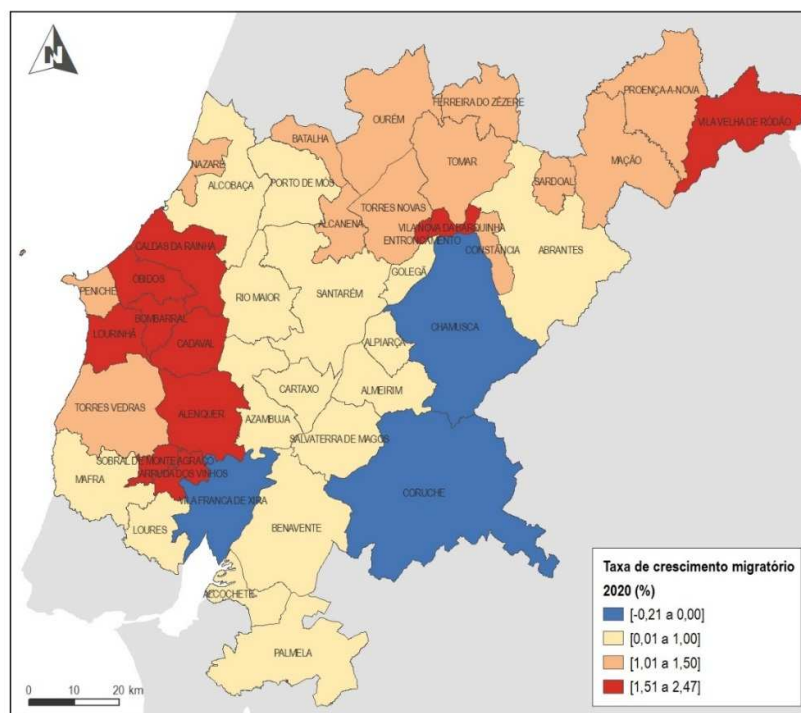 N
FERREIRA DO ZÊZERE
PROENÇA-A-NOVA
OURÉM
VILA VELHA DE RÓDÃO
BATALHA
TOMAR
MAÇÃO
NAZARÉ
SARDOAL
ALCOBAÇA
PORTO DE MÓS
TORRES NOVAS
ALCANENA
VILA NOVA DA BARQUINHA
ENTRONCAMENTO
CALDAS DA RAINHA
CONSTÂNCIA
ABRANTES
GOLEGÃ
ÓBIDOS
PENICHE
RIO MAIOR
SANTARÉM
BOMBARRAL
CHAMUSCA
LOURINHÃ
CADAVAL
ALPIARÇA
CARTAXO
ALMEIRIM
TORRES VEDRAS
ALENQUER
AZAMBUJA
SALVATERRA DE MAGOS
SOBRAL DE MONTE AGRAÇO
ARRUDA DOS VINHOS
MAFRA
CORUCHE
VILA FRANCA DE XIRA
LOURES
BENAVENTE
ALCOCHETE
PALMELA
Taxa de crescimento migratório
2020 (%)
[-0,21 a 0,00]
[0,01 a 1,00]
[1,01 a 1,50]
[1,51 a 2,47]
0 10 20 km